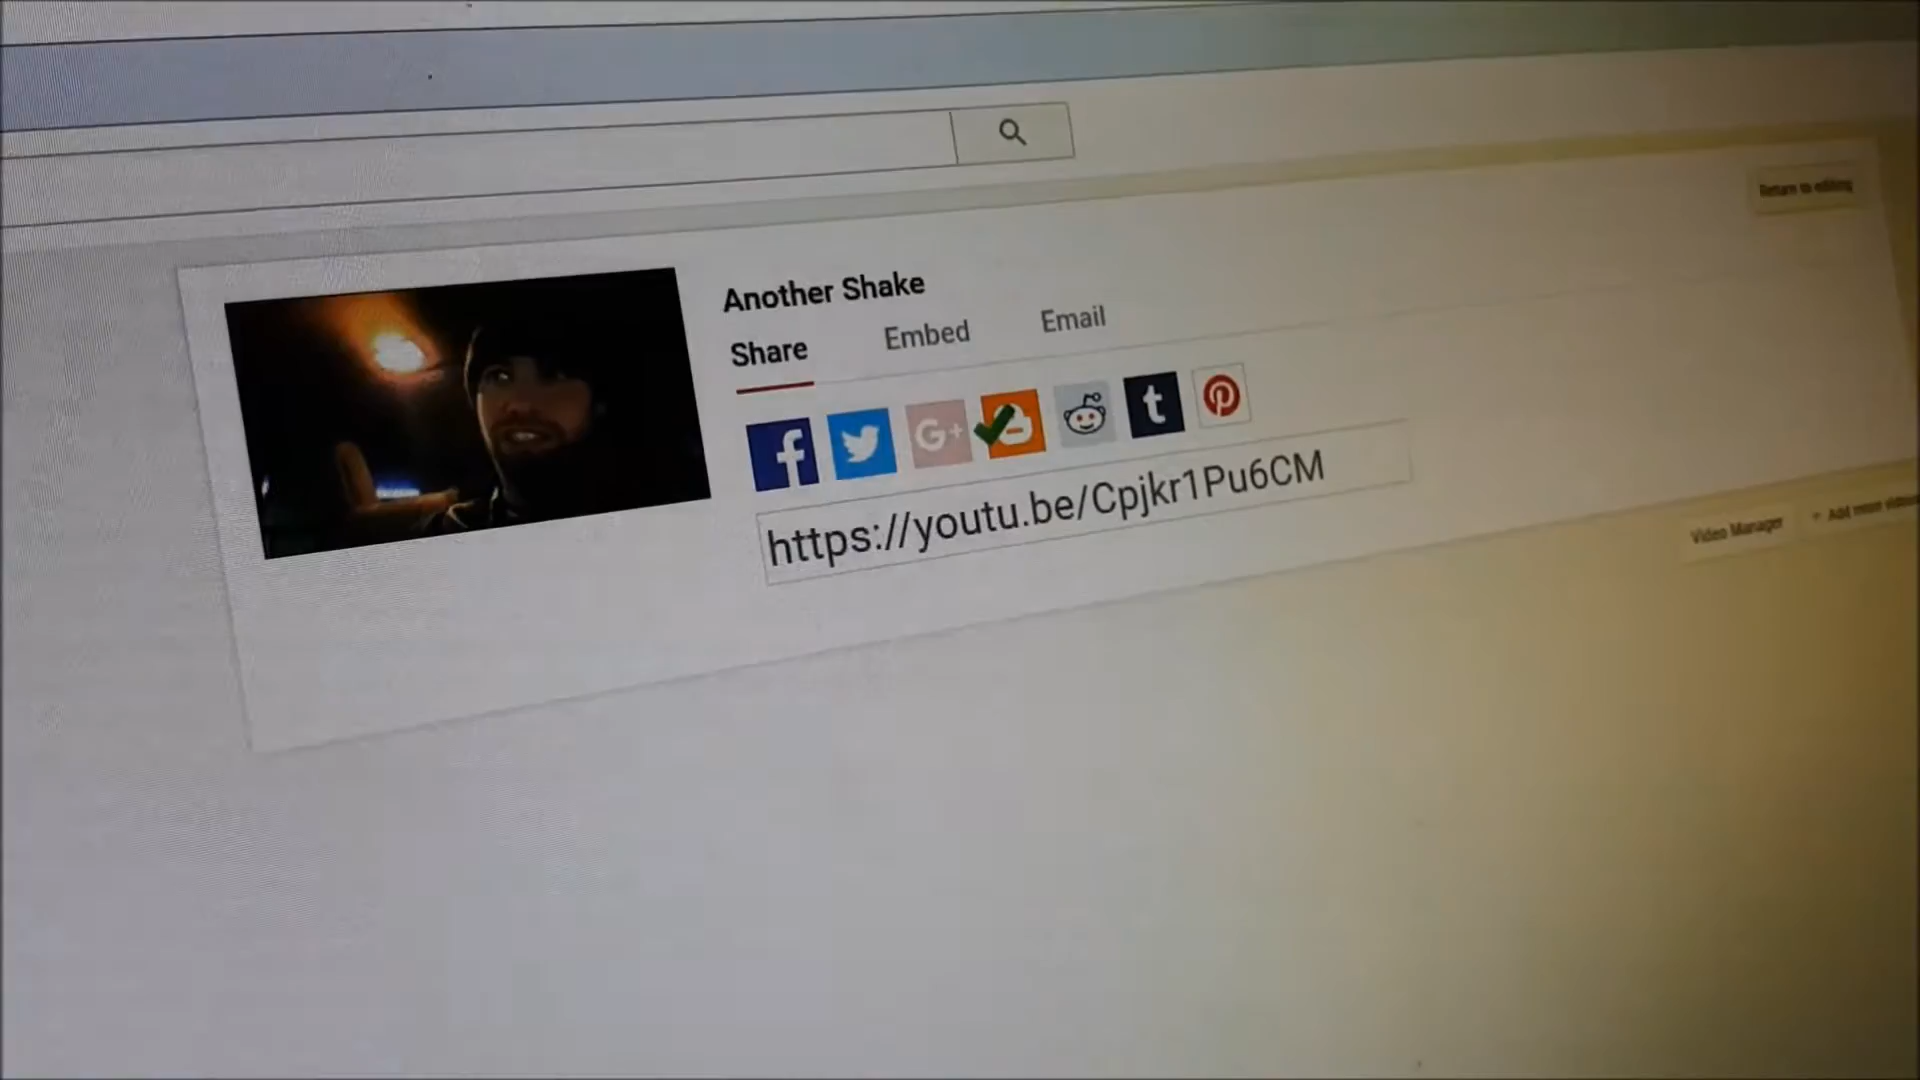 Return to editing
Another Shake
Share Embed Email
f G+ t
https://youtu.be/Cpjkr1Pu6CM
Video Manager + Add more videos